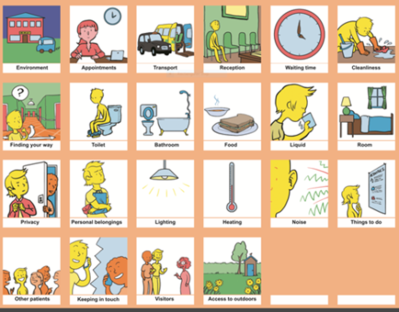 Environment
Appointments
Transport
Reception
Waiting time
Cleanliness
?
Finding your way
Toilet
Bathroom
Food
Liquid
Room
Privacy
Personal belongings
Lighting
Heating
Noise
Things to do
Other patients
Keeping in touch
Visitors
Access to outdoors